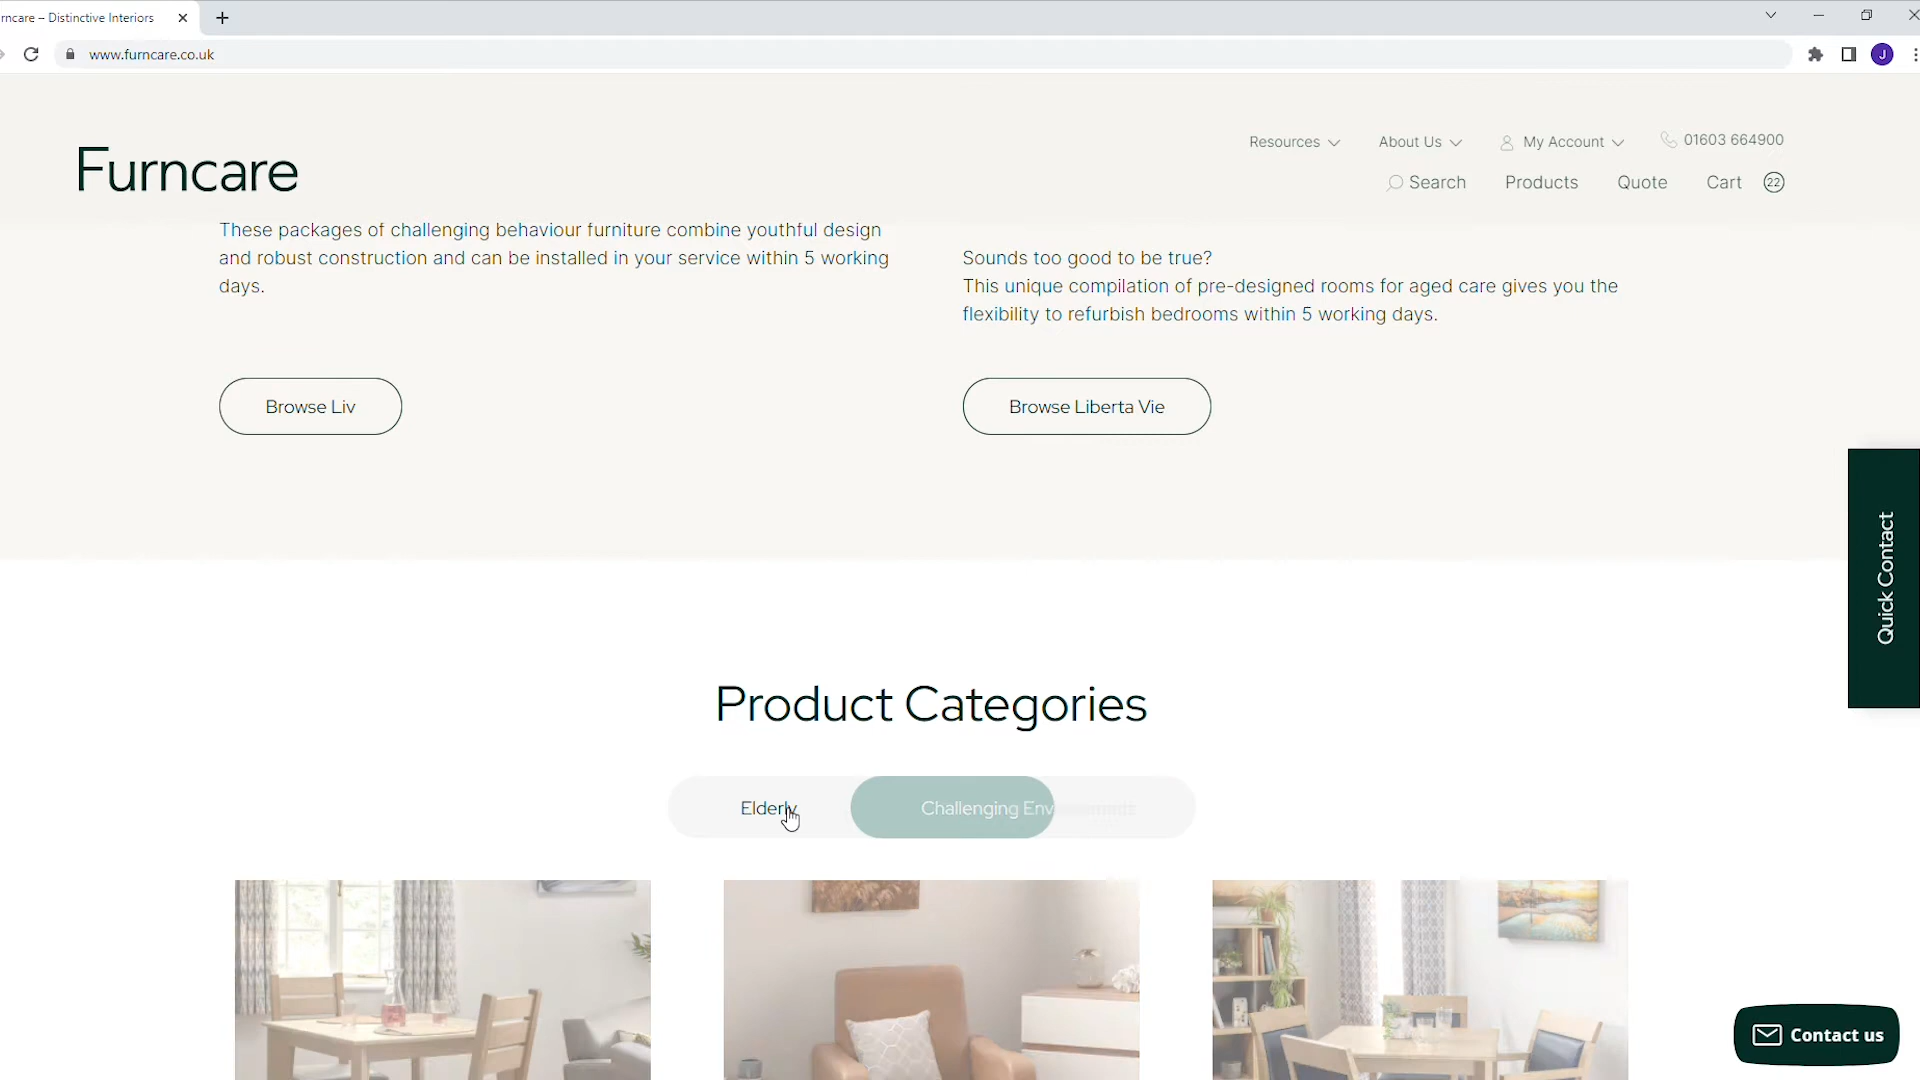 rncare – Distinctive Interiors
www.furncare.co.uk
J
Resources
About Us
My Account
01603 664900
Furncare
Search
Products
Quote
Cart
22
These packages of challenging behaviour furniture combine youthful design
and robust construction and can be installed in your service within 5 working
days.
Sounds too good to be true?
This unique compilation of pre-designed rooms for aged care gives you the
flexibility to refurbish bedrooms within 5 working days.
Browse Liv
Browse Liberta Vie
Quick Contact
Product Categories
Elderly
Challenging Env
Contact us